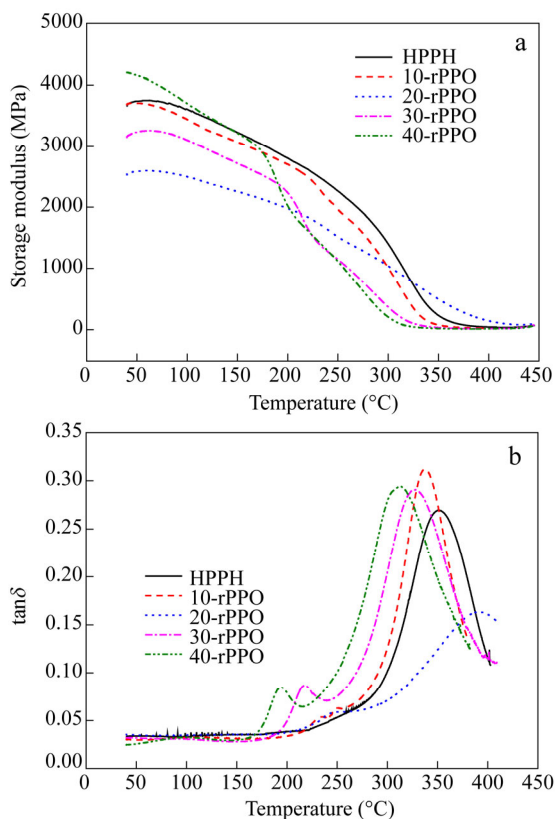 5000
a
HPPH
10-rPPO
20-rPPO
30-rPPO
40-rPPO
4000
3000
2000
1000
0
Storage modulus (MPa)
0 50 100 150 200 250 300 350 400 450
Temperature (°C)
0.35
b
0.30
0.25
0.20
0.15
0.10
0.05
0.00
tanδ
HPPH
10-rPPO
20-rPPO
30-rPPO
40-rPPO
0 50 100 150 200 250 300 350 400 450
Temperature (°C)